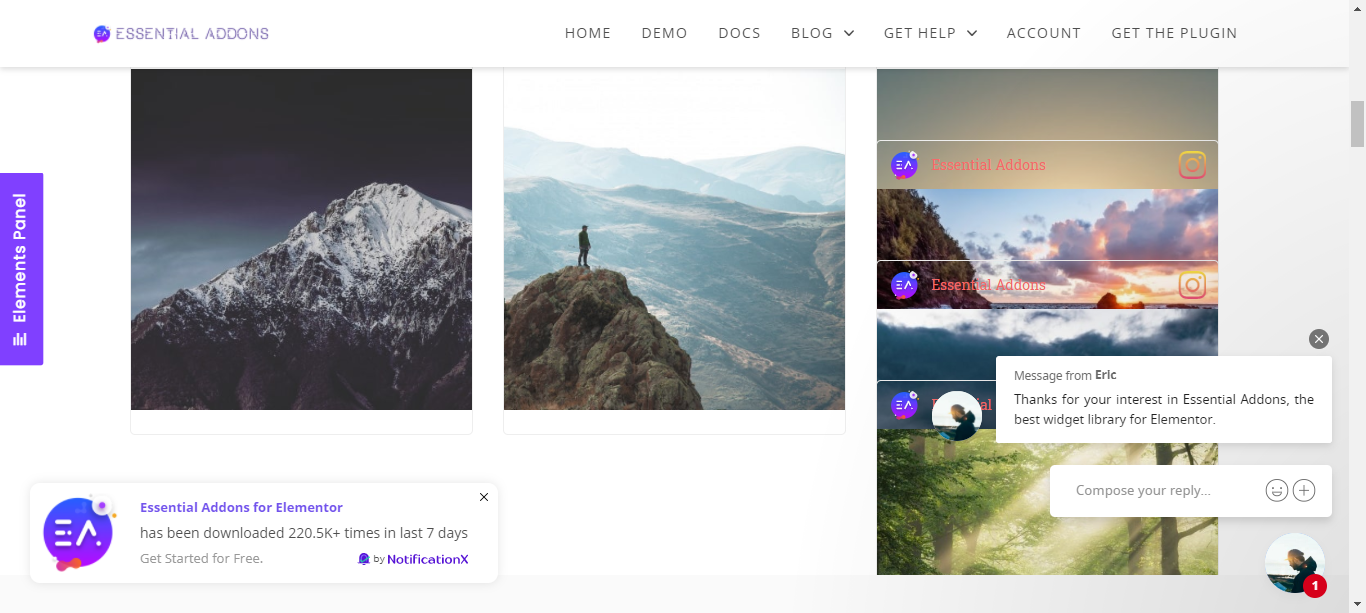 ESSENTIAL ADDONS
HOME DEMO DOCS BLOG GET HELP ACCOUNT GET THE PLUGIN
Elements Panel
EA Essential Addons
EA Essential Addons
EA
Message from Eric
Thanks for your interest in Essential Addons, the
best widget library for Elementor.
Compose your reply...
1
EA
Essential Addons for Elementor
has been downloaded 220.5K+ times in last 7 days
Get Started for Free.
by NotificationX